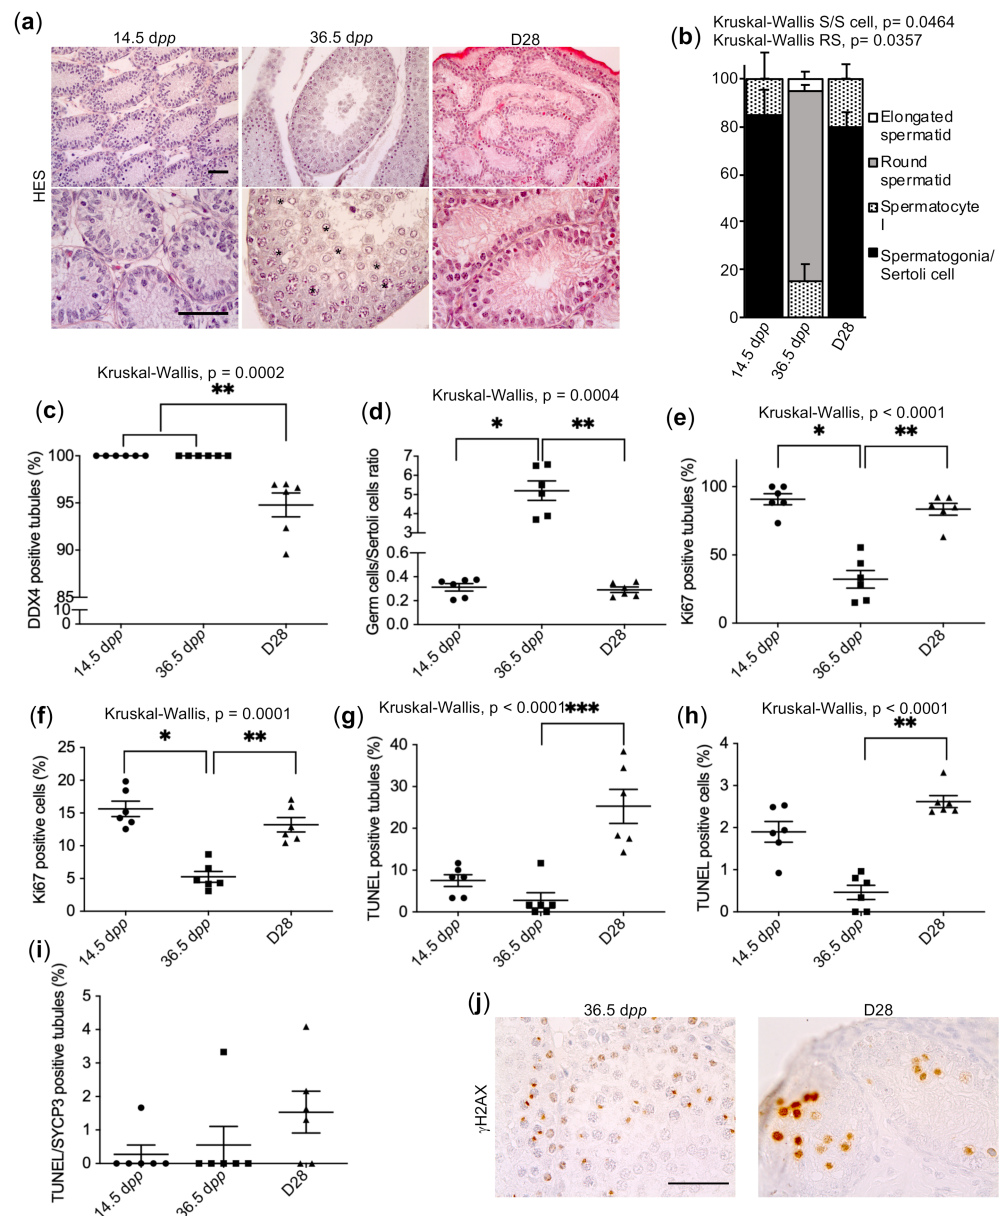 (a)
14.5 dpp
36.5 dpp
D28
HES
*
*
*
*
*
*
(b)
Kruskal-Wallis S/S cell, p= 0.0464
Kruskal-Wallis RS, p= 0.0357
100
80
60
40
20
0
14.5 dpp
36.5 dpp
D28
Elongated
spermatid
Round
spermatid
Spermatocyte
I
Spermatogonia/
Sertoli cell
(c)
Kruskal-Wallis, p = 0.0002
**
DDX4 positive tubules (%)
100
95
90
85
10
0
14.5 dpp
36.5 dpp
D28
(d)
Kruskal-Wallis, p = 0.0004
*
**
Germ cells/Sertoli cells ratio
7
6
5
4
3
0.6
0.4
0.2
0.0
14.5 dpp
36.5 dpp
D28
(e)
Kruskal-Wallis, p < 0.0001
*
**
Ki67 positive tubules (%)
100
50
0
14.5 dpp
36.5 dpp
D28
(f)
Kruskal-Wallis, p = 0.0001
*
**
Ki67 positive cells (%)
25
20
15
10
5
0
14.5 dpp
36.5 dpp
D28
(g)
Kruskal-Wallis, p < 0.0001
***
TUNEL positive tubules (%)
40
30
20
10
0
14.5 dpp
36.5 dpp
D28
(h)
Kruskal-Wallis, p < 0.0001
**
TUNEL positive cells (%)
4
3
2
1
0
14.5 dpp
36.5 dpp
D28
(i)
TUNEL/SYCP3 positive tubules (%)
5
4
3
2
1
0
14.5 dpp
36.5 dpp
D28
(j)
36.5 dpp
D28
γH2AX